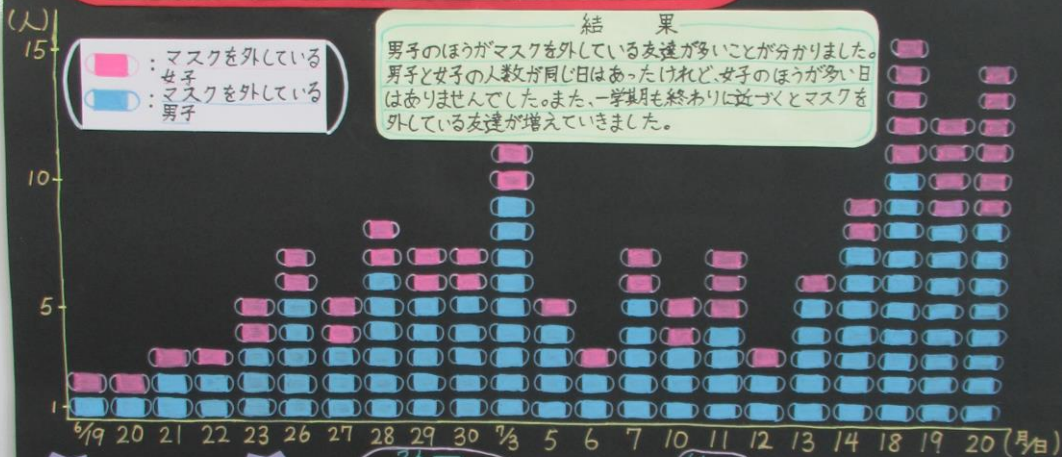 (人)
15
10
5
1
: マスクを外している
女子
: マスクを外している
男子
結 果
男子のほうがマスクを外している友達が多いことが分かりました。
男子と女子の人数が同じ日はあったけれど、女子のほうが多い日
はありませんでした。また、一学期も終わりに近づくとマスクを
外している友達が増えていきました。
6/19 20 21 22 23 26 27 28 29 30 7/3 5 6 7 10 11 12 13 14 18 19 20 (月/日)